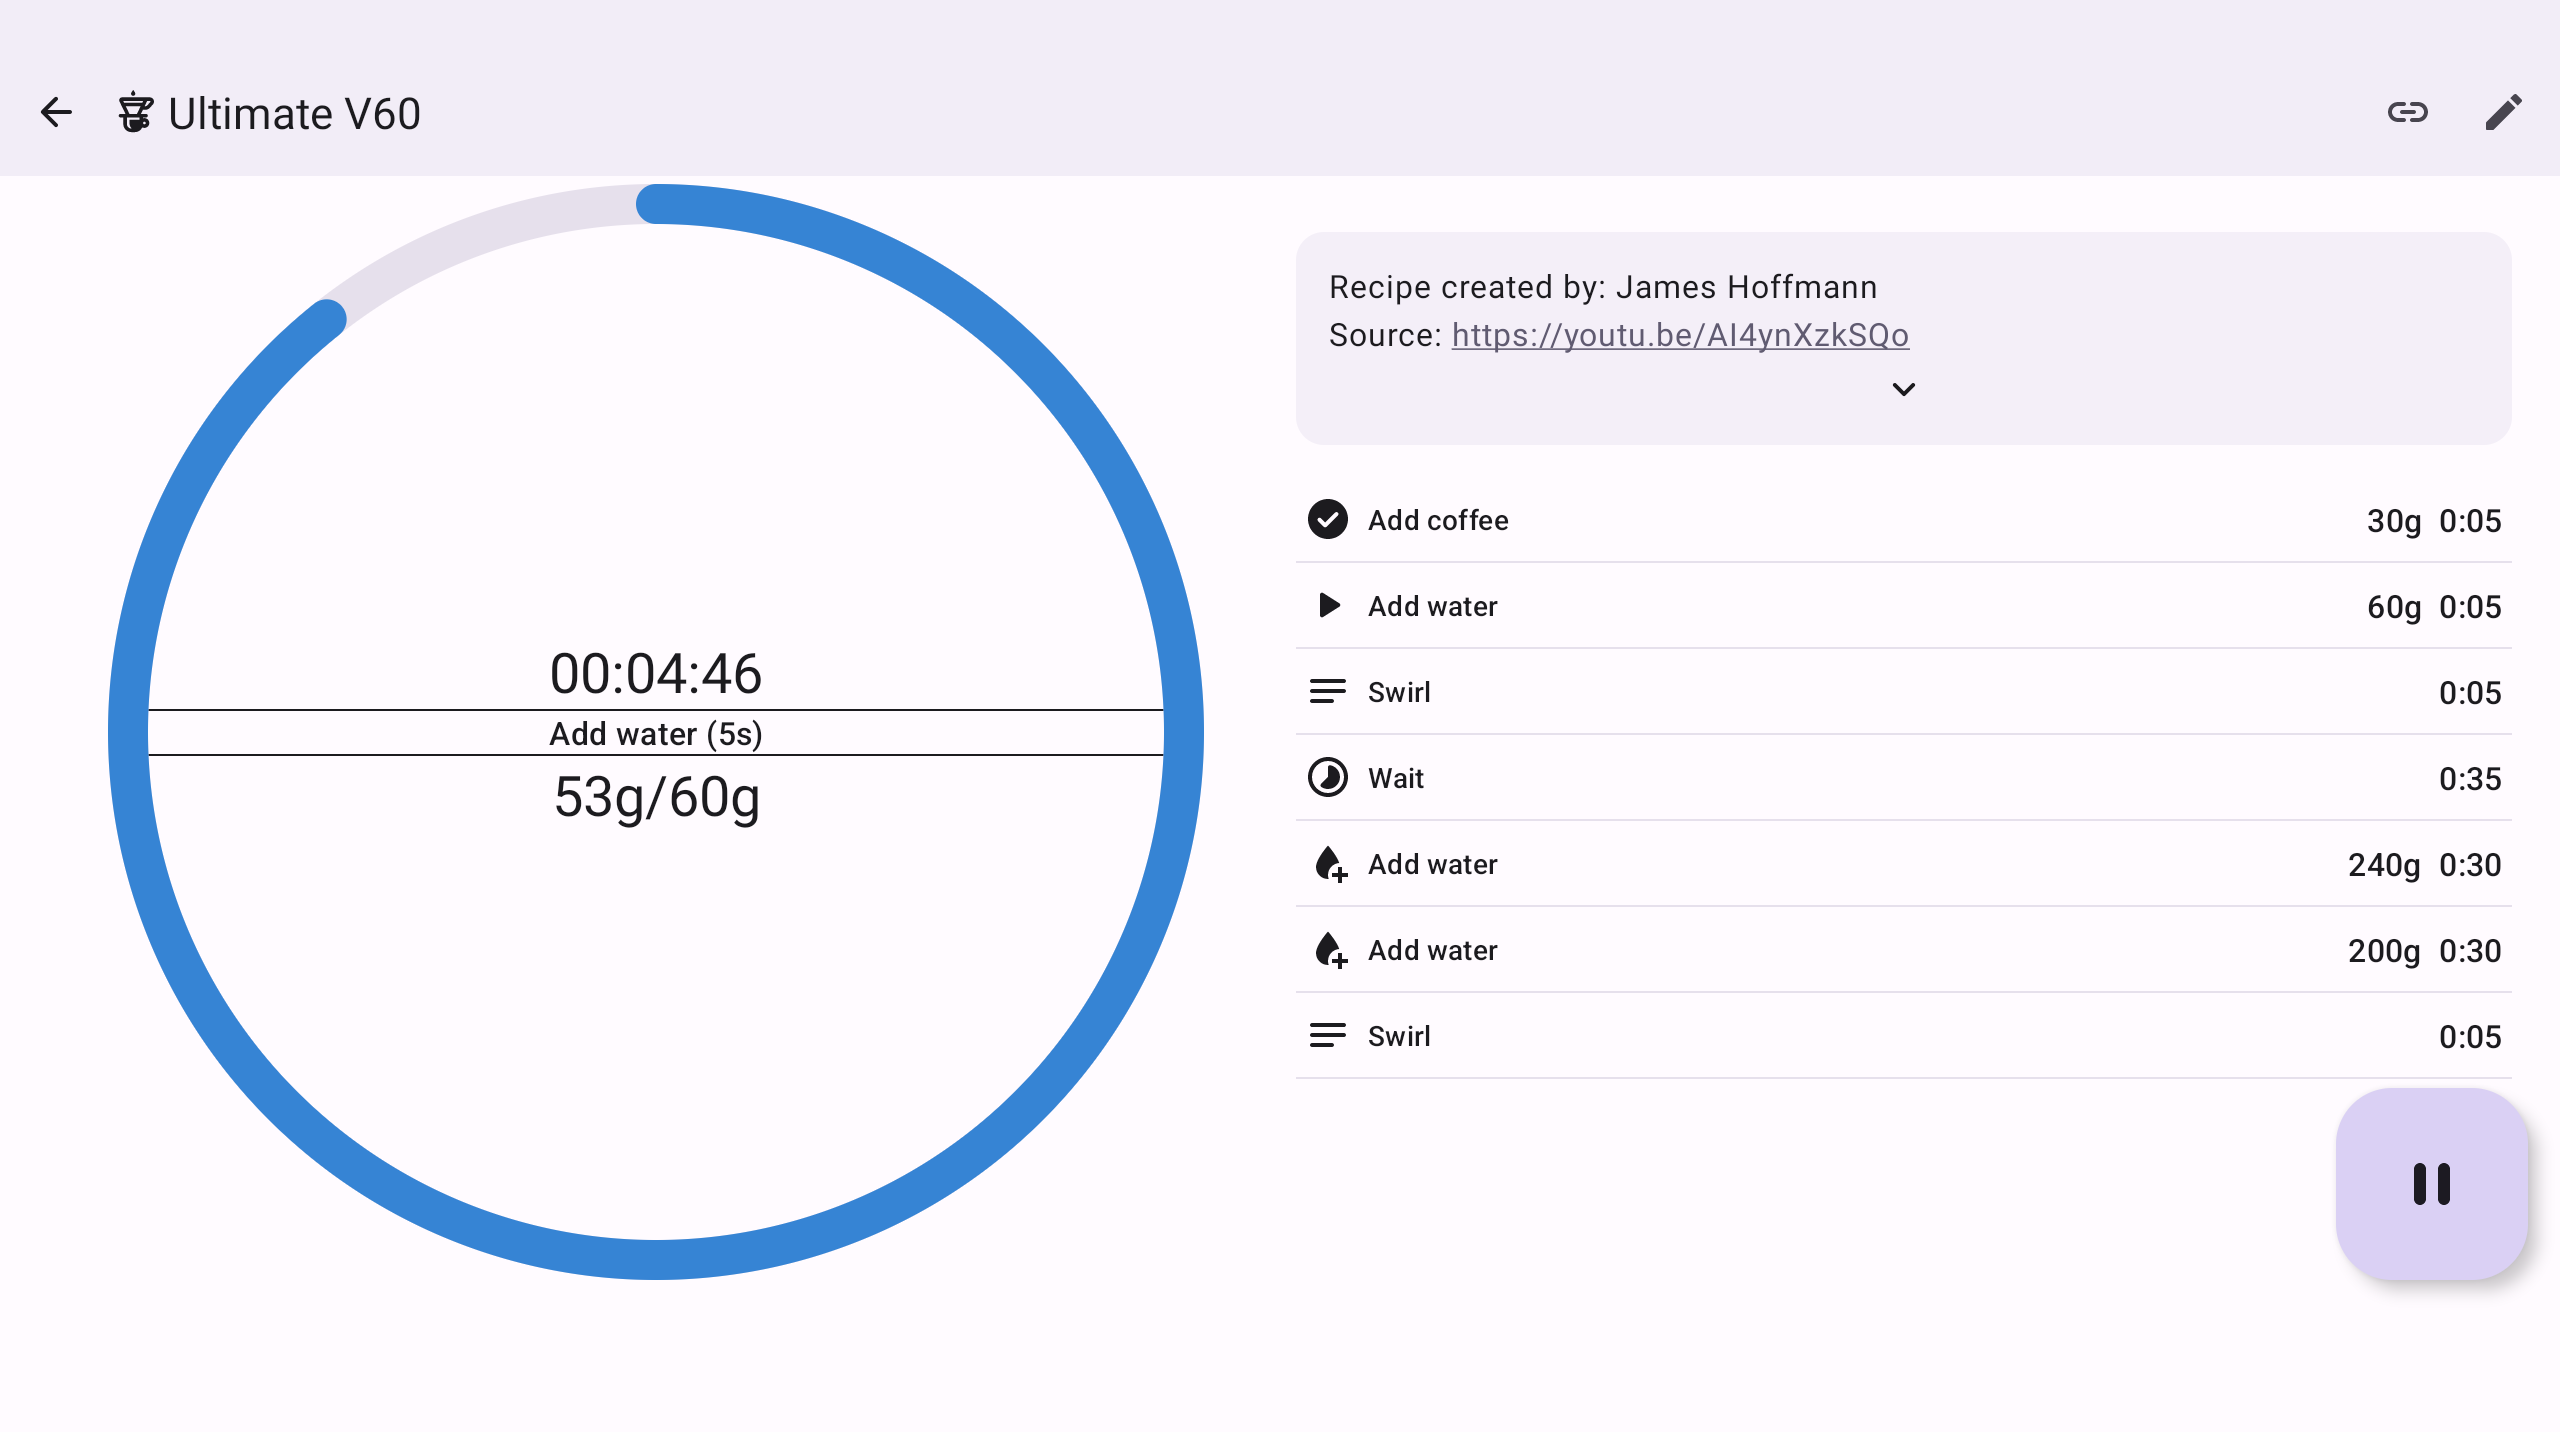 Ultimate V60
00:04:46
Add water (5s)
53g/60g
Recipe created by: James Hoffmann
Source: https://youtu.be/AI4ynXzkSQo
Add coffee 30g 0:05
Add water 60g 0:05
Swirl 0:05
Wait 0:35
Add water 240g 0:30
Add water 200g 0:30
Swirl 0:05